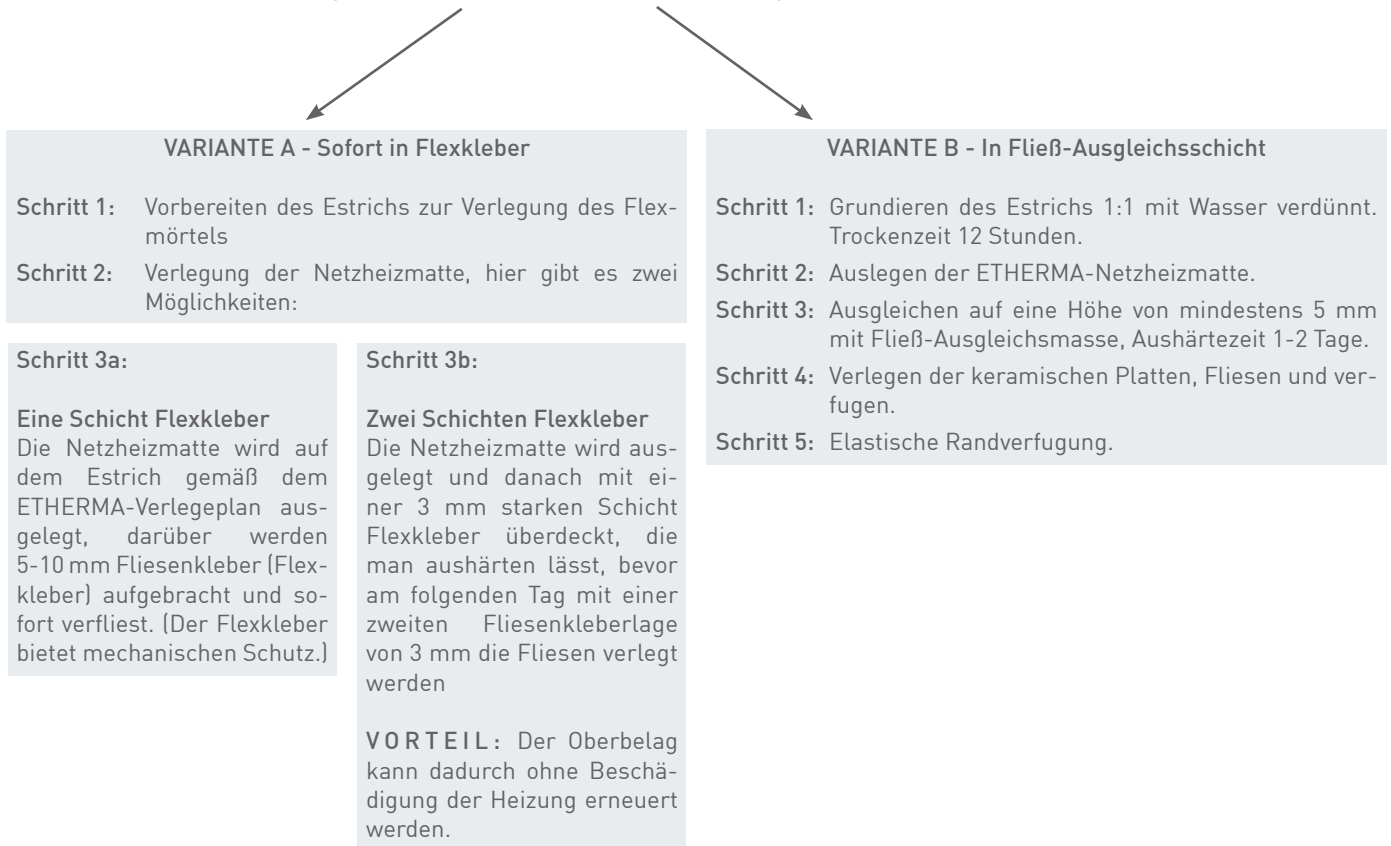 VARIANTE A - Sofort in Flexkleber
Schritt 1: Vorbereiten des Estrichs zur Verlegung des Flex-
mörtels
Schritt 2: Verlegung der Netzheizmatte, hier gibt es zwei
Möglichkeiten:
Schritt 3a:
Eine Schicht Flexkleber
Die Netzheizmatte wird auf
dem Estrich gemäß dem
ETHERMA-Verlegeplan aus-
gelegt, darüber werden
5-10 mm Fliesenkleber (Flex-
kleber) aufgebracht und so-
fort verfliest. (Der Flexkleber
bietet mechanischen Schutz.)
Schritt 3b:
Zwei Schichten Flexkleber
Die Netzheizmatte wird aus-
gelegt und danach mit ei-
ner 3 mm starken Schicht
Flexkleber überdeckt, die
man aushärten lässt, bevor
am folgenden Tag mit einer
zweiten Fliesenkleberlage
von 3 mm die Fliesen verlegt
werden
VORTEIL: Der Oberbelag
kann dadurch ohne Beschä-
digung der Heizung erneuert
werden.
VARIANTE B - In Fließ-Ausgleichsschicht
Schritt 1: Grundieren des Estrichs 1:1 mit Wasser verdünnt.
Trockenzeit 12 Stunden.
Schritt 2: Auslegen der ETHERMA-Netzheizmatte.
Schritt 3: Ausgleichen auf eine Höhe von mindestens 5 mm
mit Fließ-Ausgleichsmasse, Aushärtezeit 1-2 Tage.
Schritt 4: Verlegen der keramischen Platten, Fliesen und ver-
fugen.
Schritt 5: Elastische Randverfugung.